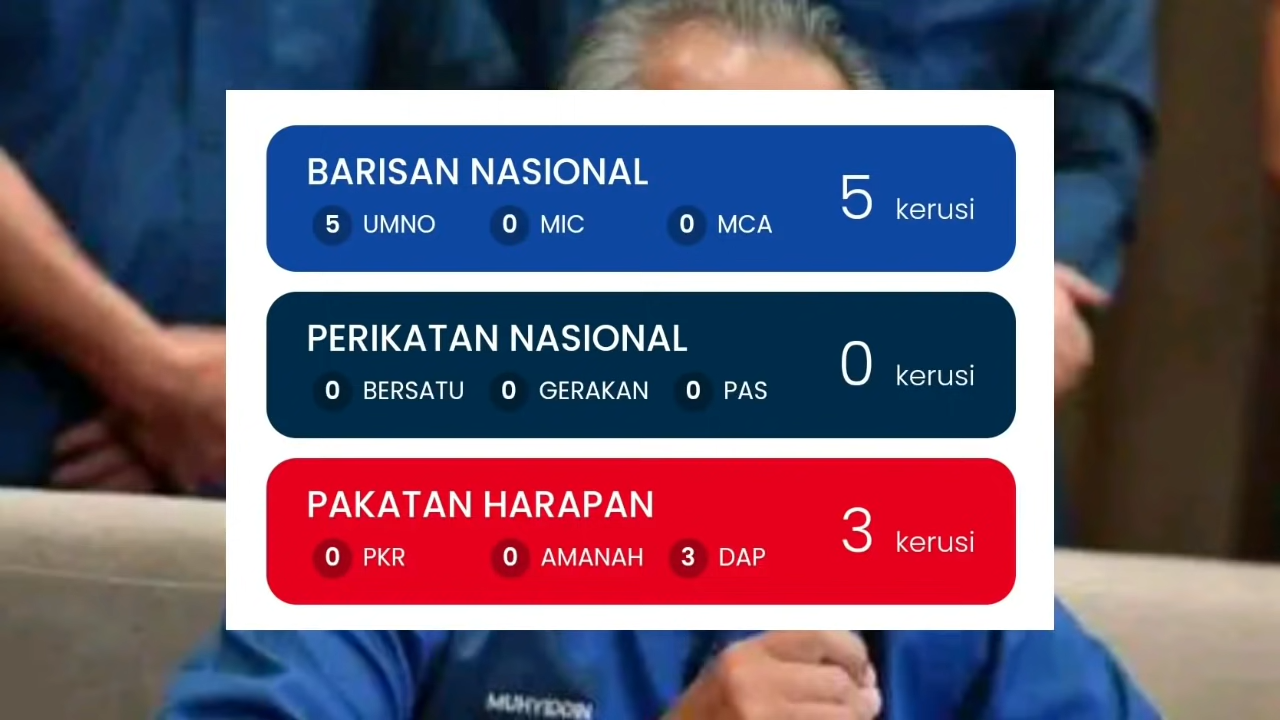 BARISAN NASIONAL
5 UMNO 0 MIC 0 MCA
5 kerusi
PERIKATAN NASIONAL
0 BERSATU 0 GERAKAN 0 PAS
0 kerusi
PAKATAN HARAPAN
0 PKR 0 AMANAH 3 DAP
3 kerusi
MUHYIDDIN